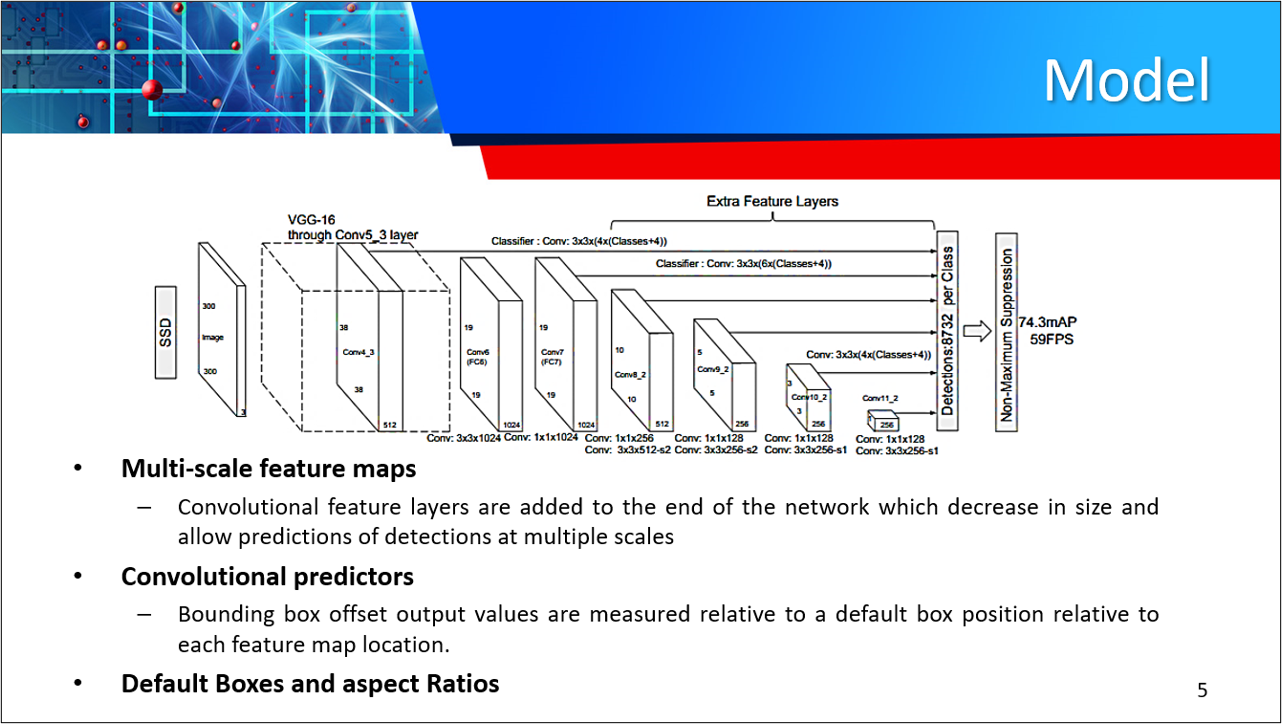 Model
Extra Feature Layers
VGG-16
through Conv5_3 layer
Classifier : Conv: 3x3x(4x(Classes+4))
Classifier : Conv: 3x3x(6x(Classes+4))
SSD
300
Image
300
3
38
Conv4_3
38
512
19
Conv6
(FC6)
19
1024
19
Conv7
(FC7)
19
1024
10
Conv8_2
10
512
5
Conv9_2
5
256
Conv: 3x3x(4x(Classes+4))
3
Conv10_2
3
256
Conv11_2
1
256
Detections:8732 per Class
Non-Maximum Suppression
74.3mAP
59FPS
Conv: 3x3x1024
Conv: 1x1x1024
Conv: 1x1x256
Conv: 3x3x512-s2
Conv: 1x1x128
Conv: 3x3x256-s2
Conv: 1x1x128
Conv: 3x3x256-s1
Conv: 1x1x128
Conv: 3x3x256-s1
• Multi-scale feature maps
– Convolutional feature layers are added to the end of the network which decrease in size and
allow predictions of detections at multiple scales
• Convolutional predictors
– Bounding box offset output values are measured relative to a default box position relative to
each feature map location.
• Default Boxes and aspect Ratios
5